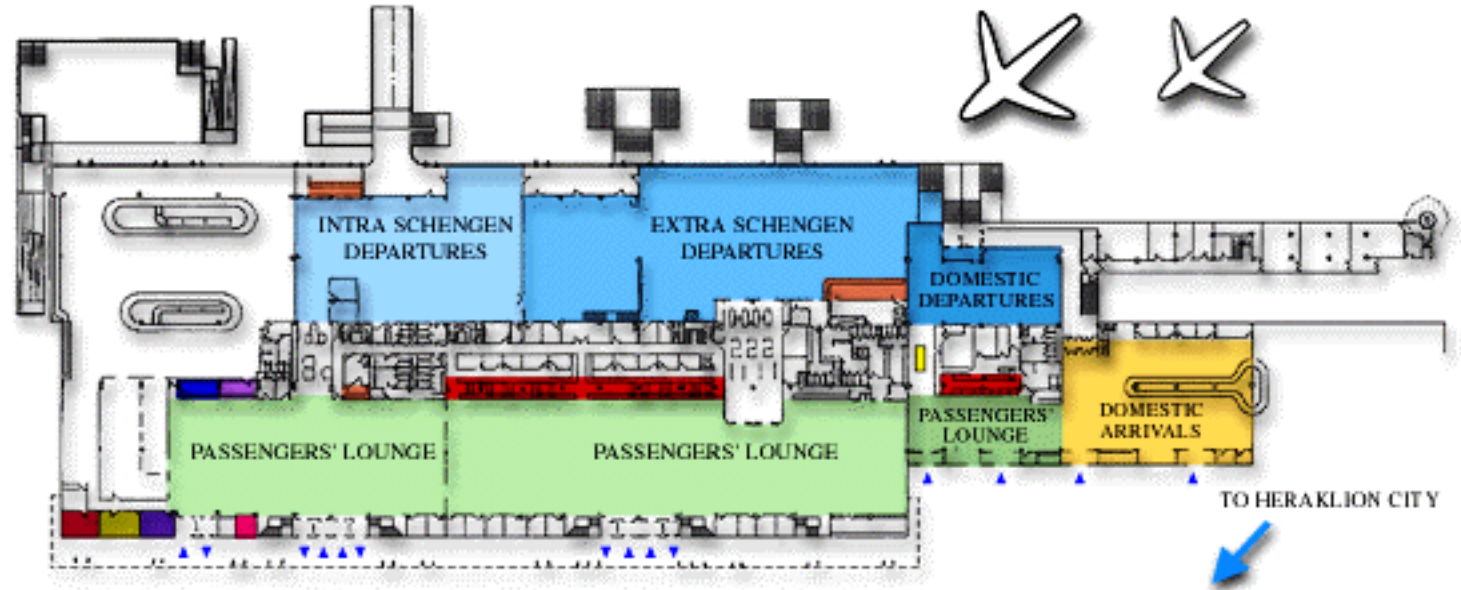 INTRA SCHENGEN
DEPARTURES
EXTRA SCHENGEN
DEPARTURES
DOMESTIC
DEPARTURES
PASSENGERS' LOUNGE
PASSENGERS' LOUNGE
PASSENGERS'
LOUNGE
DOMESTIC
ARRIVALS
TO HERAKLION CITY